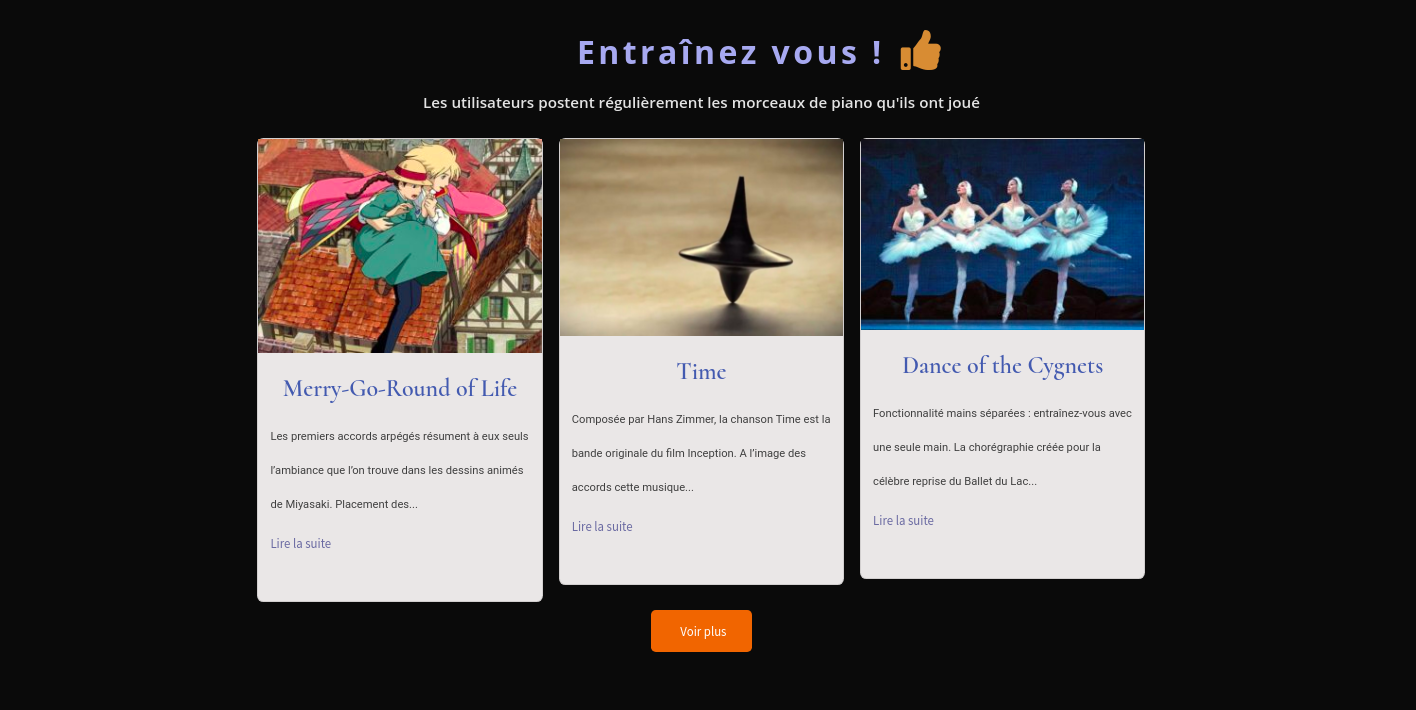 Entraînez vous !
Les utilisateurs postent régulièrement les morceaux de piano qu'ils ont joué
Merry-Go-Round of Life
Les premiers accords arpégés résument à eux seuls
l’ambiance que l’on trouve dans les dessins animés
de Miyasaki. Placement des...
Lire la suite
Time
Composée par Hans Zimmer, la chanson Time est la
bande originale du film Inception. A l’image des
accords cette musique...
Lire la suite
Dance of the Cygnets
Fonctionnalité mains séparées : entraînez-vous avec
une seule main. La chorégraphie créée pour la
célèbre reprise du Ballet du Lac...
Lire la suite
Voir plus